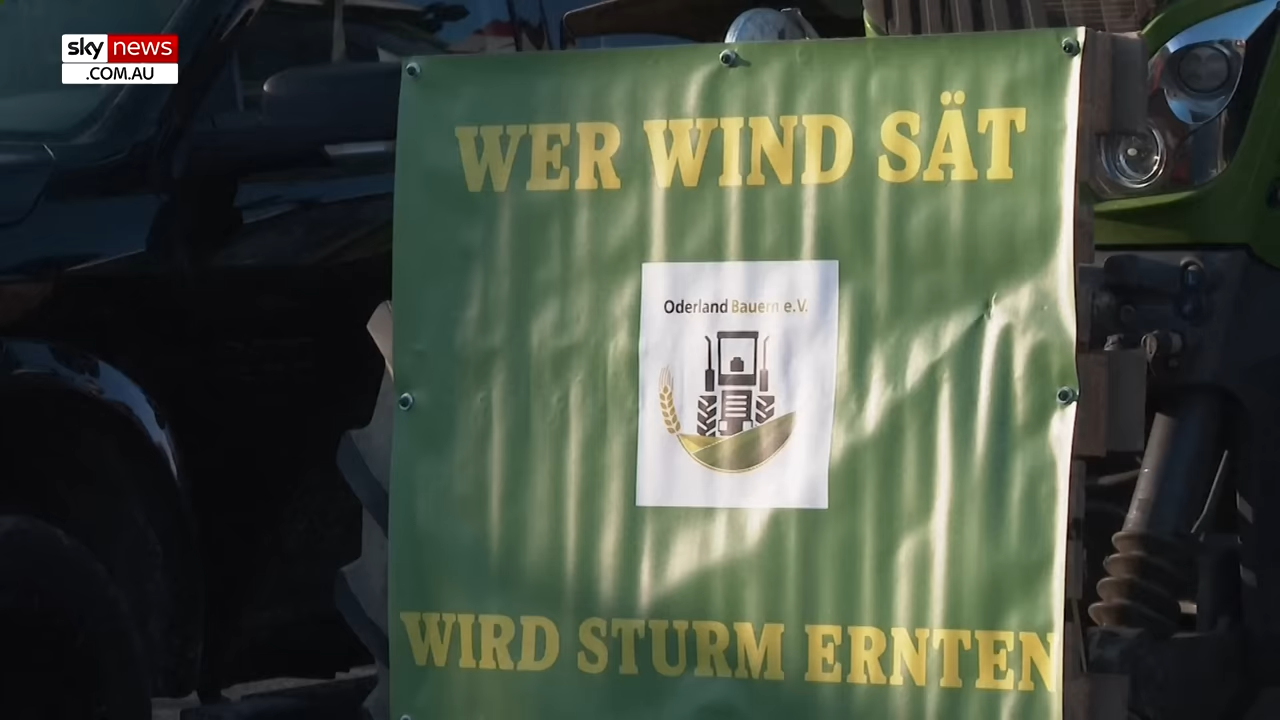 sky news
.COM.AU
WER WIND SÄT
Oderland Bauern e.V.
WIRD STURM ERNTEN